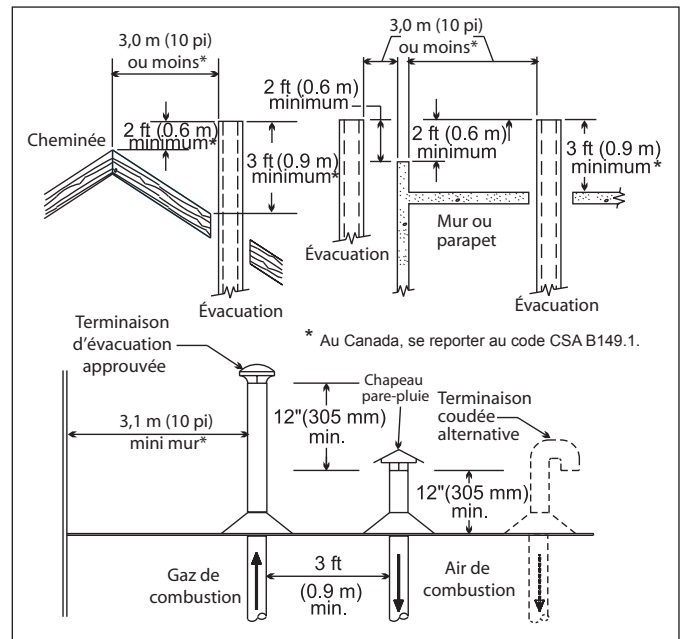 3,0 m (10 pi)
ou moins*
2 ft (0.6 m)
minimum*
Cheminée
3 ft (0.9 m)
minimum*
Évacuation
3,0 m (10 pi)
ou moins*
2 ft (0.6 m)
minimum
2 ft (0.6 m)
minimum
3 ft (0.9 m)
minimum*
Mur ou
parapet
Évacuation
Évacuation
* Au Canada, se reporter au code CSA B149.1.
Terminaison
d'évacuation
approuvée
3,1 m (10 pi)
mini mur*
12"(305 mm)
min.
Chapeau
pare-pluie
Terminaison
coudée
alternative
12"(305 mm)
min.
Gaz de
combustion
3 ft
(0.9 m)
min.
Air de
combustion